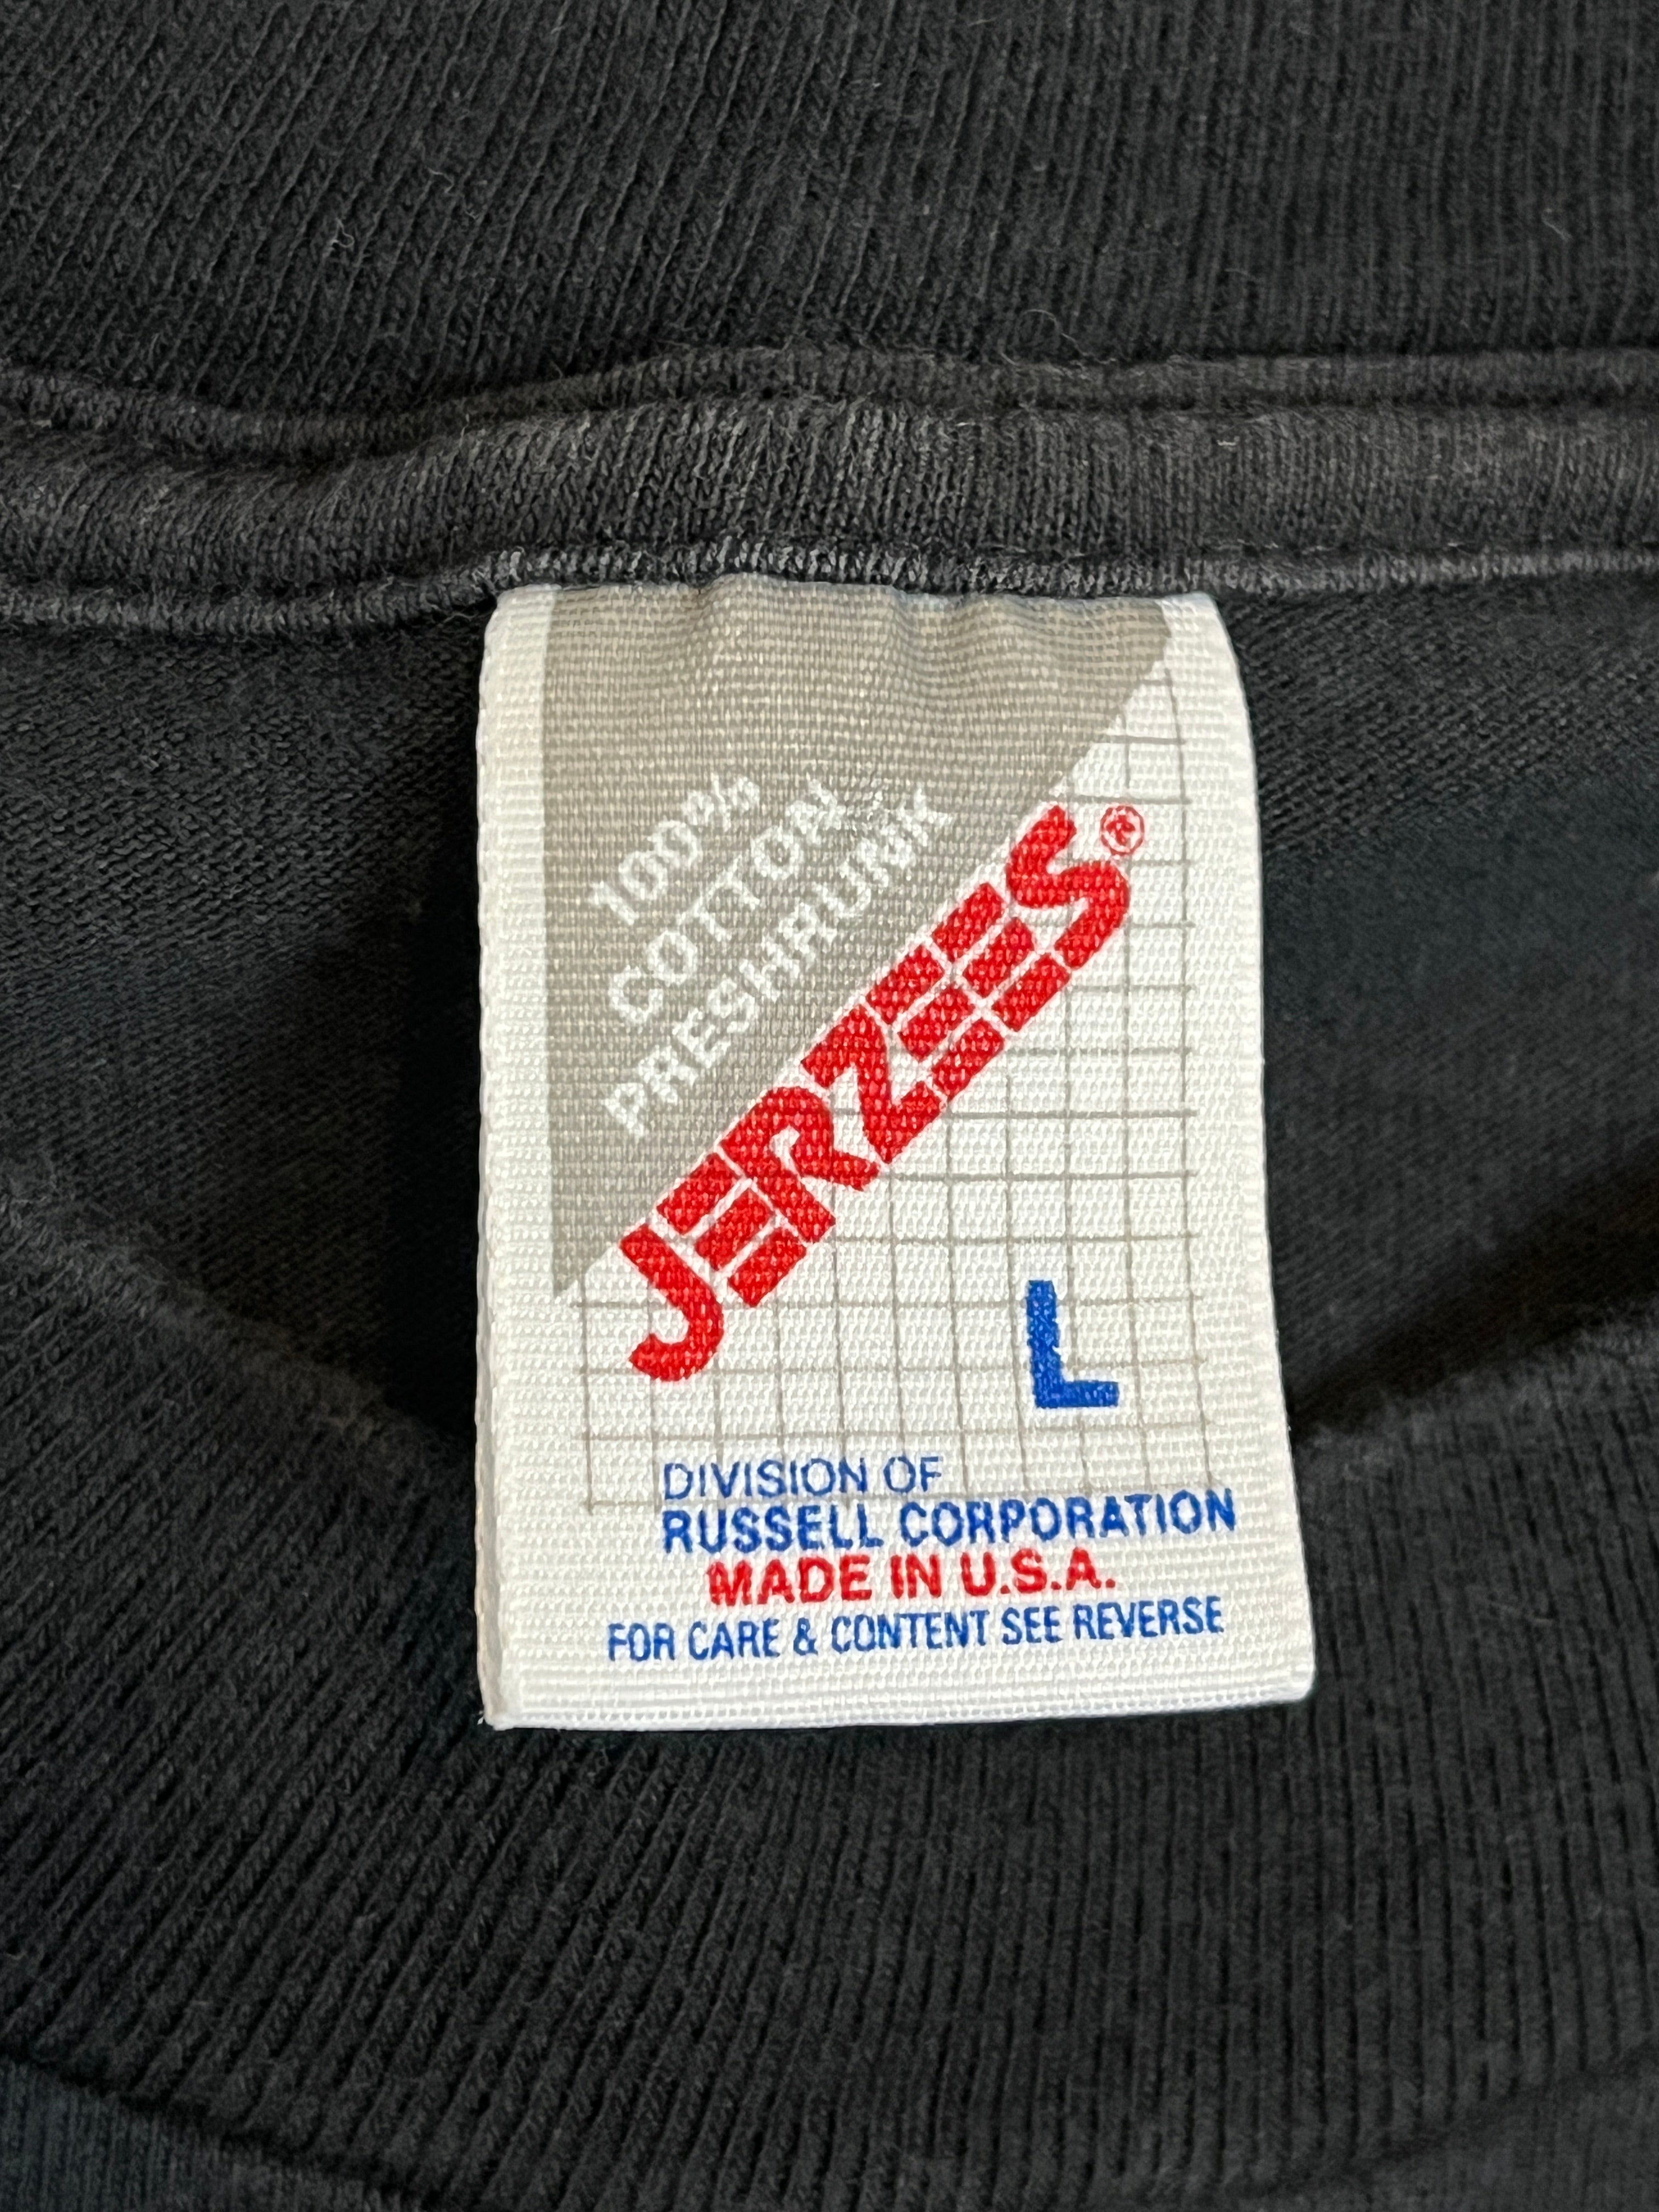 100%
COTTON
PRESHRUNK
JERZEES®
L
DIVISION OF
RUSSELL CORPORATION
MADE IN U.S.A.
FOR CARE & CONTENT SEE REVERSE